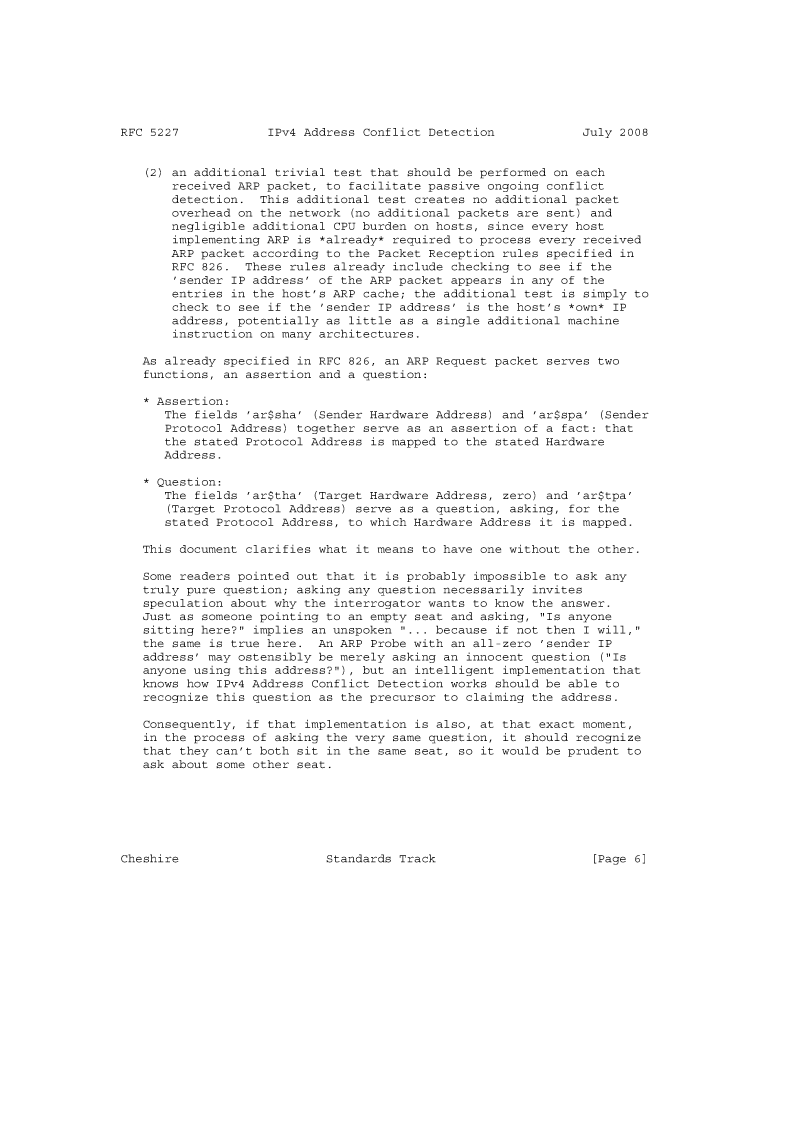 RFC 5227            IPv4 Address Conflict Detection            July 2008
(2) an additional trivial test that should be performed on each
received ARP packet, to facilitate passive ongoing conflict
detection.  This additional test creates no additional packet
overhead on the network (no additional packets are sent) and
negligible additional CPU burden on hosts, since every host
implementing ARP is *already* required to process every received
ARP packet according to the Packet Reception rules specified in
RFC 826.  These rules already include checking to see if the
’sender IP address’ of the ARP packet appears in any of the
entries in the host’s ARP cache; the additional test is simply to
check to see if the ’sender IP address’ is the host’s *own* IP
address, potentially as little as a single additional machine
instruction on many architectures.
As already specified in RFC 826, an ARP Request packet serves two
functions, an assertion and a question:
* Assertion:
The fields ’ar$sha’ (Sender Hardware Address) and ’ar$spa’ (Sender
Protocol Address) together serve as an assertion of a fact: that
the stated Protocol Address is mapped to the stated Hardware
Address.
* Question:
The fields ’ar$tha’ (Target Hardware Address, zero) and ’ar$tpa’
(Target Protocol Address) serve as a question, asking, for the
stated Protocol Address, to which Hardware Address it is mapped.
This document clarifies what it means to have one without the other.
Some readers pointed out that it is probably impossible to ask any
truly pure question; asking any question necessarily invites
speculation about why the interrogator wants to know the answer.
Just as someone pointing to an empty seat and asking, "Is anyone
sitting here?" implies an unspoken "... because if not then I will,"
the same is true here.  An ARP Probe with an all-zero ’sender IP
address’ may ostensibly be merely asking an innocent question ("Is
anyone using this address?"), but an intelligent implementation that
knows how IPv4 Address Conflict Detection works should be able to
recognize this question as the precursor to claiming the address.
Consequently, if that implementation is also, at that exact moment,
in the process of asking the very same question, it should recognize
that they can’t both sit in the same seat, so it would be prudent to
ask about some other seat.
Cheshire                    Standards Track                     [Page 6]